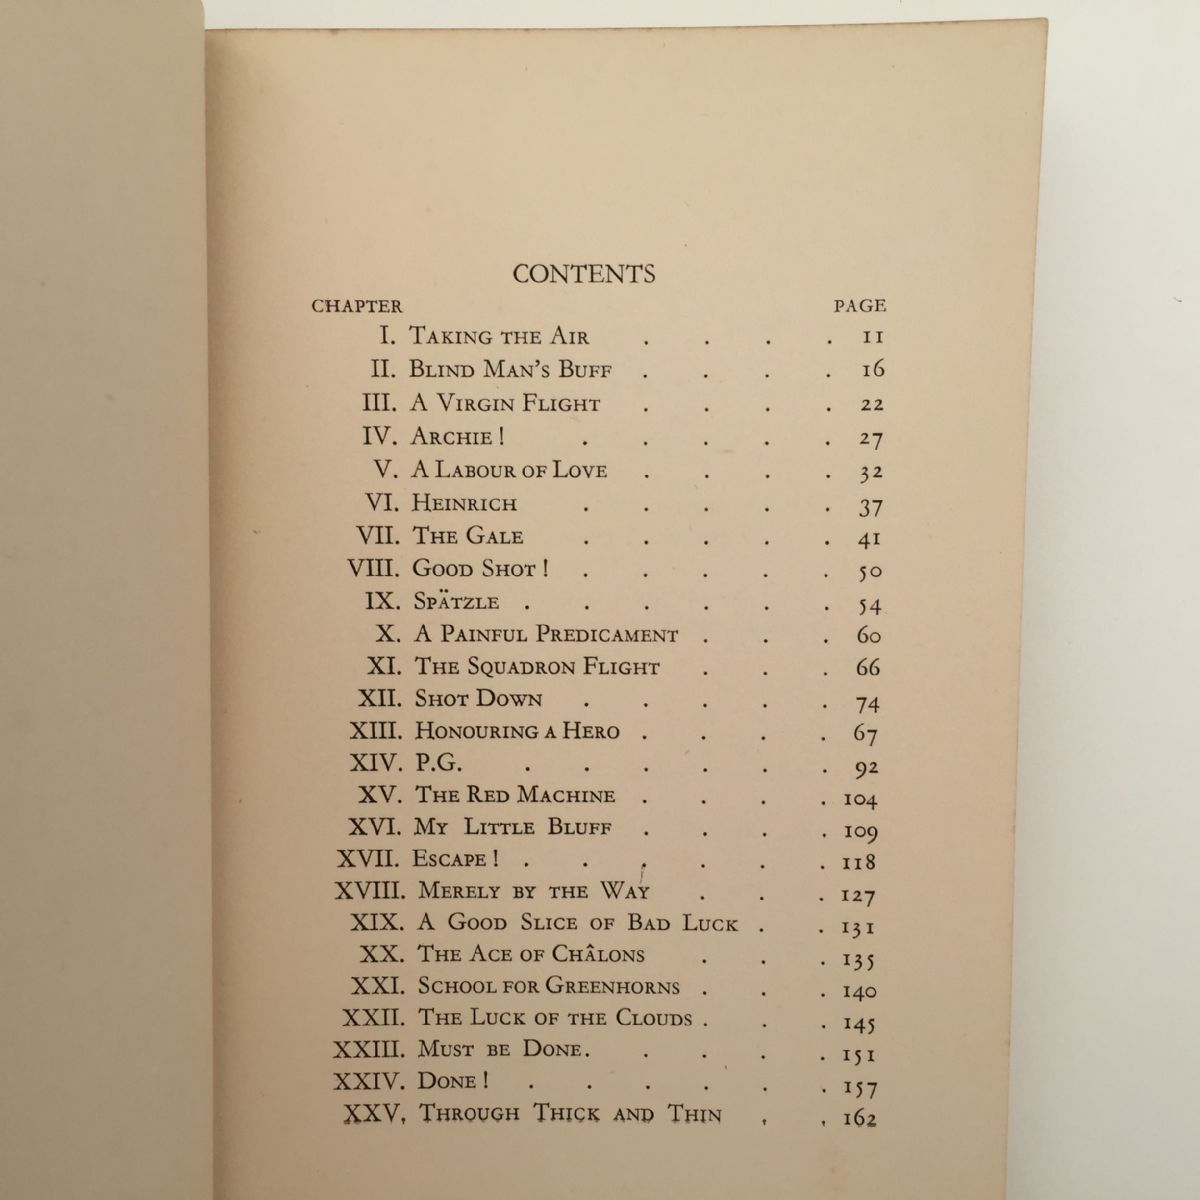 CONTENTS
CHAPTER PAGE
I. TAKING THE AIR . . . . 11
II. BLIND MAN'S BUFF . . . . 16
III. A VIRGIN FLIGHT . . . . 22
IV. ARCHIE ! . . . . . 27
V. A LABOUR OF LOVE . . . . 32
VI. HEINRICH . . . . . 37
VII. THE GALE . . . . . 41
VIII. GOOD SHOT ! . . . . . 50
IX. SPÄTZLE . . . . . . 54
X. A PAINFUL PREDICAMENT . . . 60
XI. THE SQUADRON FLIGHT . . . 66
XII. SHOT DOWN . . . . . 74
XIII. HONOURING A HERO . . . . 67
XIV. P.G. . . . . . . 92
XV. THE RED MACHINE . . . . 104
XVI. MY LITTLE BLUFF . . . . 109
XVII. ESCAPE ! . . . . . . 118
XVIII. MERELY BY THE WAY . . . 127
XIX. A GOOD SLICE OF BAD LUCK . . 131
XX. THE ACE OF CHÂLONS . . . 135
XXI. SCHOOL FOR GREENHORNS . . . 140
XXII. THE LUCK OF THE CLOUDS . . . 145
XXIII. MUST BE DONE. . . . . 151
XXIV. DONE ! . . . . . . 157
XXV. THROUGH THICK AND THIN . . 162